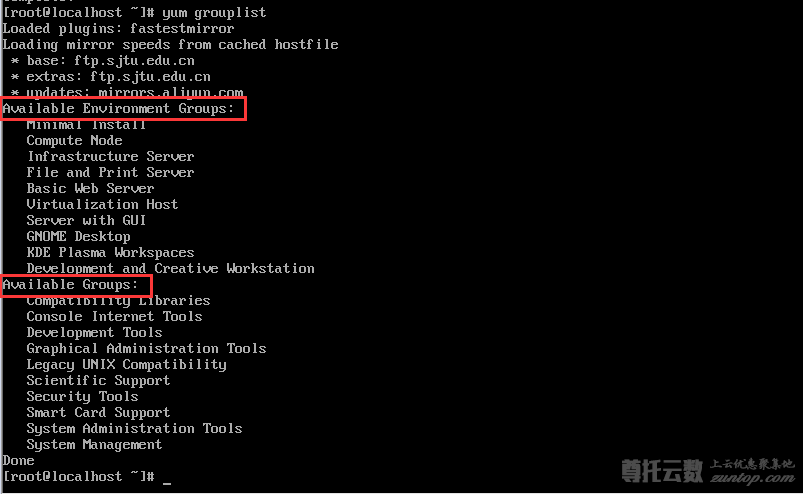 [root@localhost ~]# yum grouplist
Loaded plugins: fastestmirror
Loading mirror speeds from cached hostfile
 * base: ftp.sjtu.edu.cn
 * extras: ftp.sjtu.edu.cn
 * updates: mirrors.aliyun.com
Available Environment Groups:
   Minimal Install
   Compute Node
   Infrastructure Server
   File and Print Server
   Basic Web Server
   Virtualization Host
   Server with GUI
   GNOME Desktop
   KDE Plasma Workspaces
   Development and Creative Workstation
Available Groups:
   Compatibility Libraries
   Console Internet Tools
   Development Tools
   Graphical Administration Tools
   Legacy UNIX Compatibility
   Scientific Support
   Security Tools
   Smart Card Support
   System Administration Tools
   System Management
Done
[root@localhost ~]# _
尊托云数 上云优惠聚集地
zuntop.com